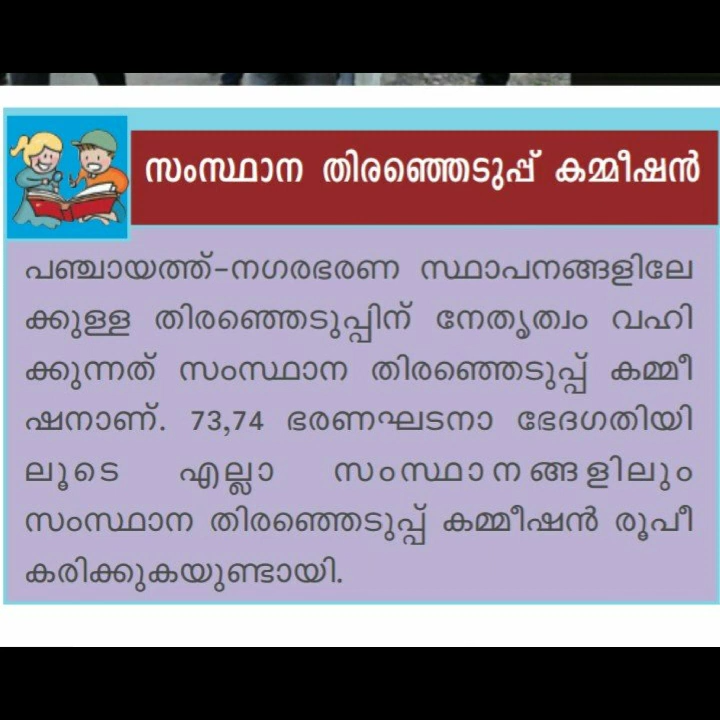 സംസ്ഥാന തിരഞ്ഞെടുപ്പ് കമ്മീഷൻ
പഞ്ചായത്ത്-നഗരഭരണ സ്ഥാപനങ്ങളിലേ
ക്കുള്ള തിരഞ്ഞെടുപ്പിന് നേതൃത്വം വഹി
ക്കുന്നത് സംസ്ഥാന തിരഞ്ഞെടുപ്പ് കമ്മീ
ഷനാണ്. 73,74 ഭരണഘടനാ ഭേദഗതിയി
ലൂടെ എല്ലാ സംസ്ഥാനങ്ങളിലും
സംസ്ഥാന തിരഞ്ഞെടുപ്പ് കമ്മീഷൻ രൂപീ
കരിക്കുകയുണ്ടായി.